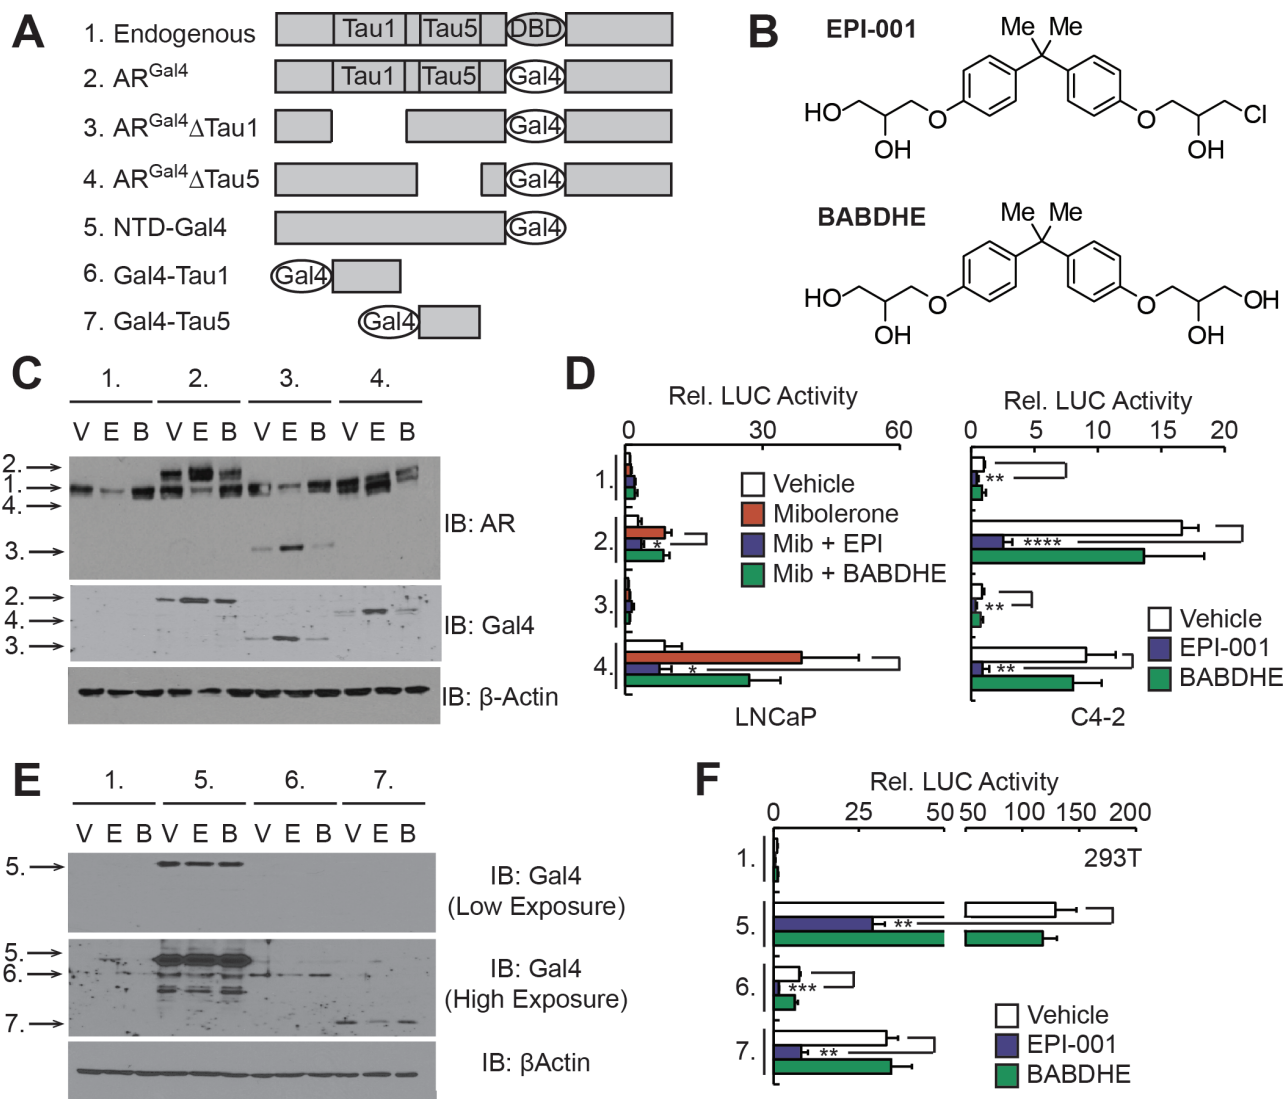 A
1. Endogenous
Tau1 Tau5 DBD
2. AR^Gal4
Tau1 Tau5 Gal4
3. AR^Gal4ΔTau1
Gal4
4. AR^Gal4ΔTau5
Gal4
5. NTD-Gal4
Gal4
6. Gal4-Tau1
Gal4
7. Gal4-Tau5
Gal4
B
EPI-001
Me Me
HO O OH O OH Cl
BABDHE
Me Me
HO O OH O OH OH
C
1. 2. 3. 4.
V E B V E B V E B V E B
2.
1.
4.
3.
IB: AR
2.
4.
3.
IB: Gal4
IB: β-Actin
D
Rel. LUC Activity
0 30 60
1.
2.
*
3.
4.
*
Vehicle
Mibolerone
Mib + EPI
Mib + BABDHE
LNCaP
Rel. LUC Activity
0 5 10 15 20
**
****
**
**
Vehicle
EPI-001
BABDHE
C4-2
E
1. 5. 6. 7.
V E B V E B V E B V E B
5.
IB: Gal4
(Low Exposure)
5.
6.
7.
IB: Gal4
(High Exposure)
IB: βActin
F
Rel. LUC Activity
0 25 50 50 100 150 200
293T
1.
5.
**
6.
***
7.
**
Vehicle
EPI-001
BABDHE